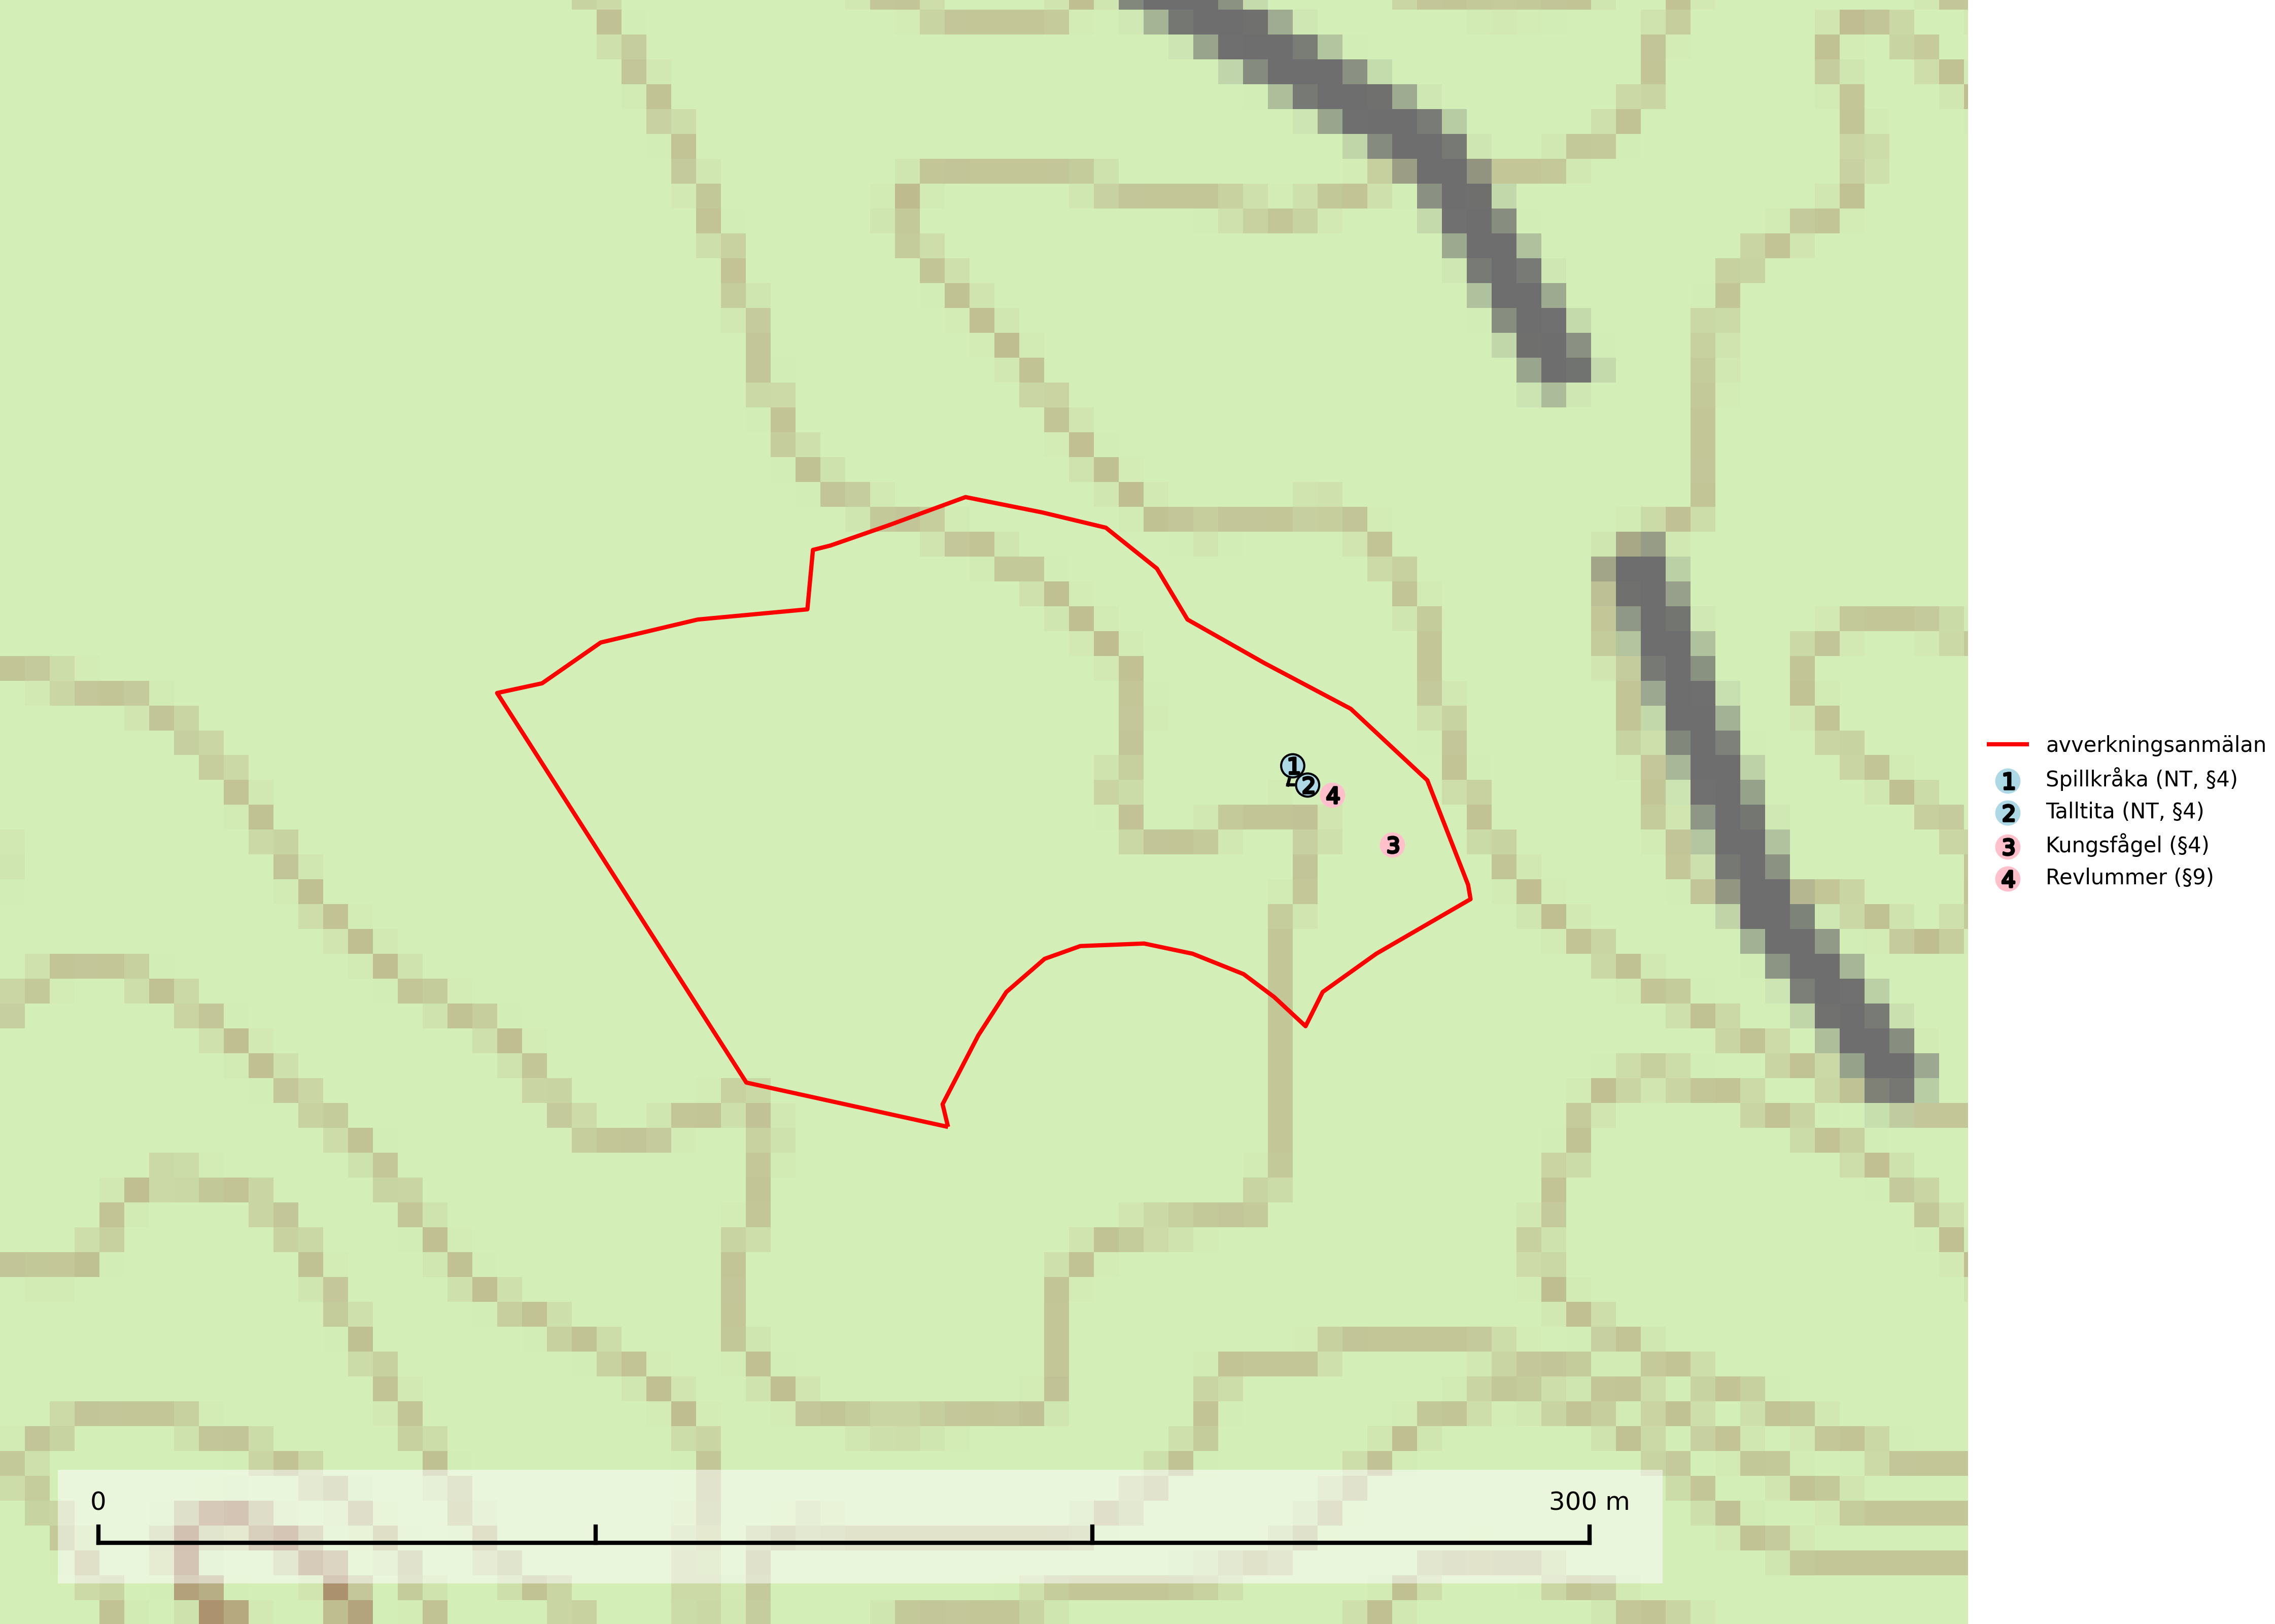 1
2
4
3
avverkningsanmälan
1 Spillkråka (NT, §4)
2 Talltita (NT, §4)
3 Kungsfågel (§4)
4 Revlummer (§9)
0 300 m